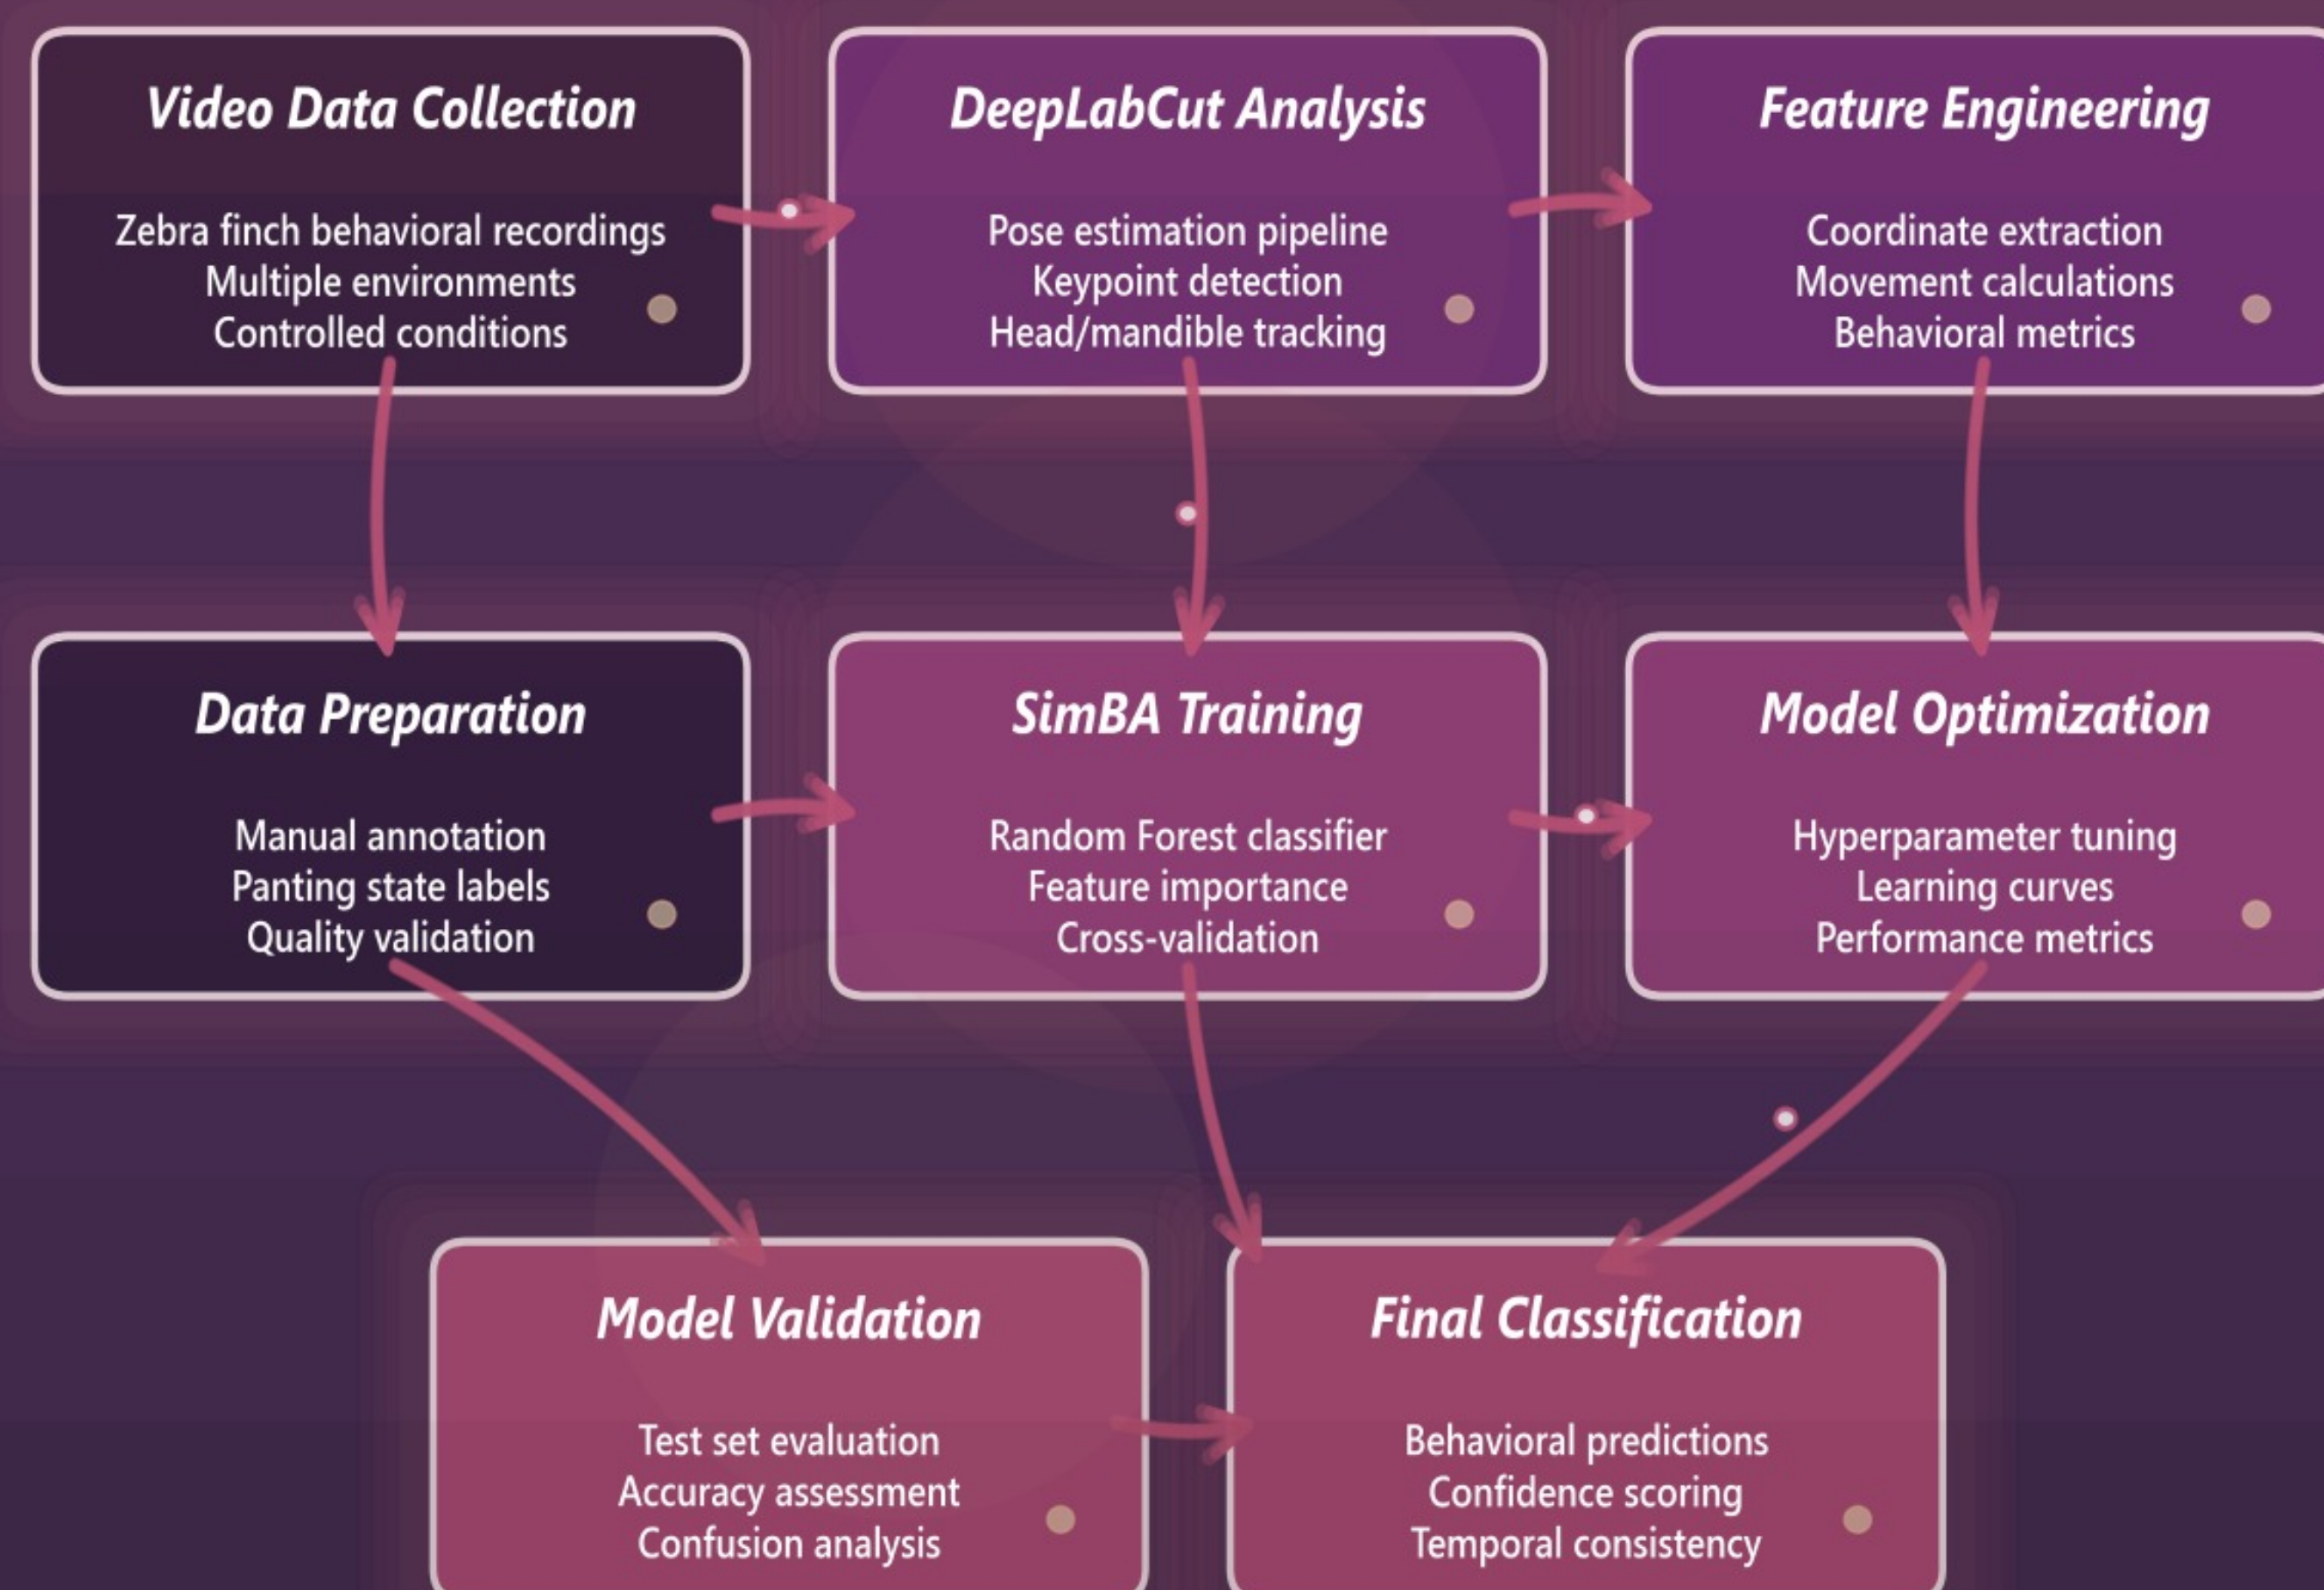 Video Data Collection
Zebra finch behavioral recordings
Multiple environments
Controlled conditions
DeepLabCut Analysis
Pose estimation pipeline
Keypoint detection
Head/mandible tracking
Feature Engineering
Coordinate extraction
Movement calculations
Behavioral metrics
Data Preparation
Manual annotation
Panting state labels
Quality validation
SimBA Training
Random Forest classifier
Feature importance
Cross-validation
Model Optimization
Hyperparameter tuning
Learning curves
Performance metrics
Model Validation
Test set evaluation
Accuracy assessment
Confusion analysis
Final Classification
Behavioral predictions
Confidence scoring
Temporal consistency